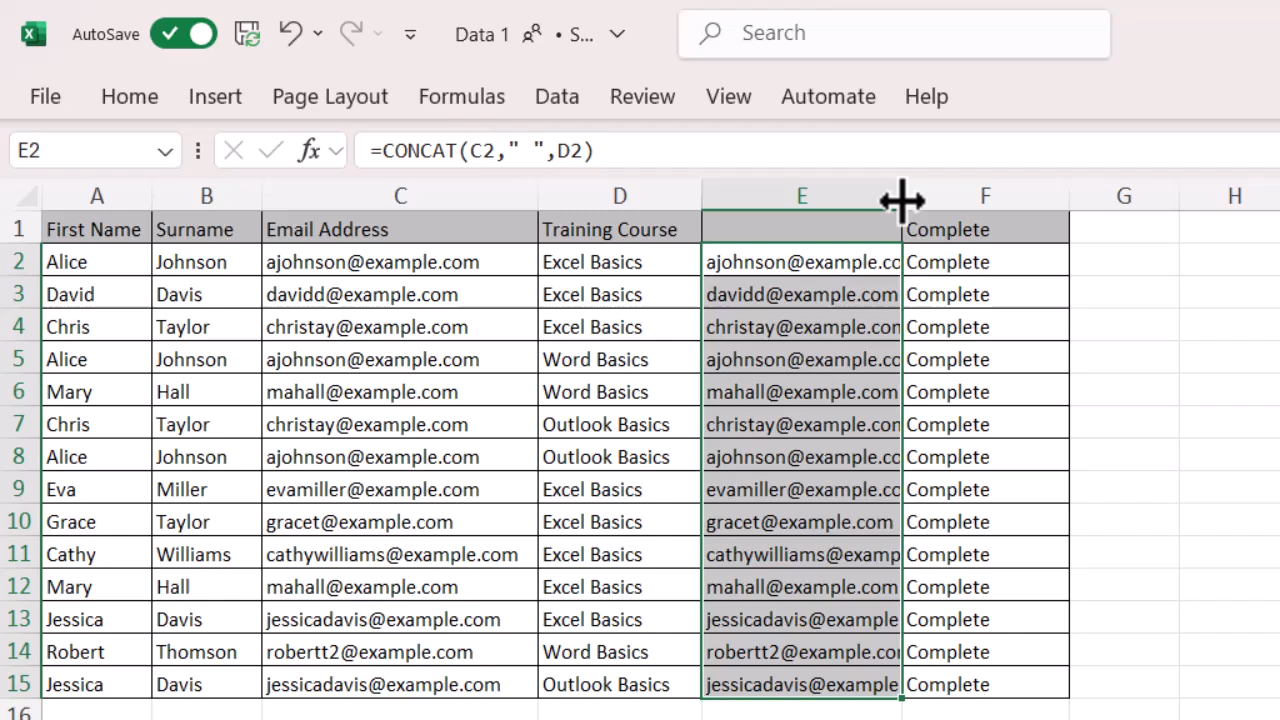 AutoSave Data 1 • S... Search
File Home Insert Page Layout Formulas Data Review View Automate Help
E2 fx =CONCAT(C2," ",D2)
A B C D E F G H
1 First Name Surname Email Address Training Course Complete
2 Alice Johnson ajohnson@example.com Excel Basics ajohnson@example.co Complete
3 David Davis davidd@example.com Excel Basics davidd@example.com Complete
4 Chris Taylor christay@example.com Excel Basics christay@example.com Complete
5 Alice Johnson ajohnson@example.com Word Basics ajohnson@example.co Complete
6 Mary Hall mahall@example.com Word Basics mahall@example.com Complete
7 Chris Taylor christay@example.com Outlook Basics christay@example.com Complete
8 Alice Johnson ajohnson@example.com Outlook Basics ajohnson@example.co Complete
9 Eva Miller evamiller@example.com Excel Basics evamiller@example.co Complete
10 Grace Taylor gracet@example.com Excel Basics gracet@example.com Complete
11 Cathy Williams cathywilliams@example.com Excel Basics cathywilliams@examp Complete
12 Mary Hall mahall@example.com Excel Basics mahall@example.com Complete
13 Jessica Davis jessicadavis@example.com Excel Basics jessicadavis@example Complete
14 Robert Thomson robertt2@example.com Word Basics robertt2@example.co Complete
15 Jessica Davis jessicadavis@example.com Outlook Basics jessicadavis@example Complete
16